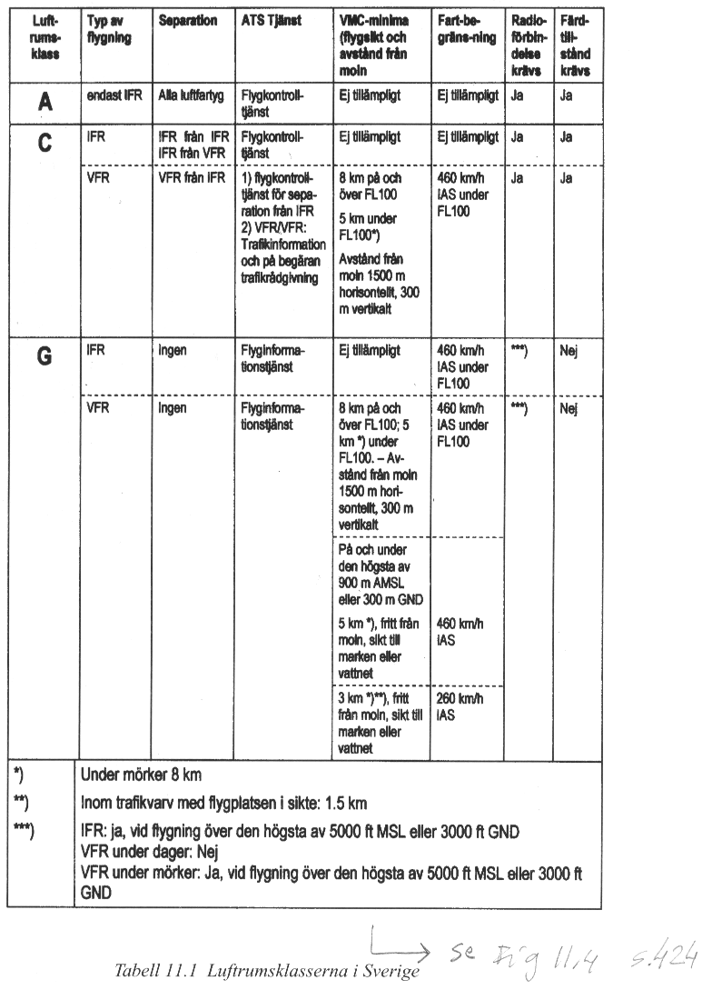 Luft-
rums-
klass
Typ av
flygning
Separation
ATS Tjänst
VMC-minima
(flygsikt och
avstånd från
moln
Fart-be-
gräns-ning
Radio-
förbin-
delse
krävs
Färd-
till-
stånd
krävs
A
endast IFR
Alla luftfartyg
Flygkontroll-
tjänst
Ej tillämpligt
Ej tillämpligt
Ja
Ja
C
IFR
IFR från IFR
IFR från VFR
Flygkontroll-
tjänst
Ej tillämpligt
Ej tillämpligt
Ja
Ja
VFR
VFR från IFR
1) flygkontroll-
tjänst för sepa-
ration från IFR
2) VFR/VFR:
Trafikinformation
och på begäran
trafikrådgivning
8 km på och
över FL100
5 km under
FL100*)
Avstånd från
moln 1500 m
horisontellt, 300
m vertikalt
460 km/h
IAS under
FL100
Ja
Ja
G
IFR
Ingen
Flyginforma-
tionstjänst
Ej tillämpligt
460 km/h
IAS under
FL100
***)
Nej
VFR
Ingen
Flyginforma-
tionstjänst
8 km på och
över FL100; 5
km *) under
FL100. – Av-
stånd från moln
1500 m hori-
sontellt, 300 m
vertikalt
460 km/h
IAS under
FL100
***)
Nej
På och under
den högsta av
900 m AMSL
eller 300 m GND
5 km *), fritt från
moln, sikt till
marken eller
vattnet
460 km/h
IAS
3 km *)**), fritt
från moln, sikt till
marken eller
vattnet
260 km/h
IAS
*) Under mörker 8 km
**) Inom trafikvarv med flygplatsen i sikte: 1.5 km
***) IFR: ja, vid flygning över den högsta av 5000 ft MSL eller 3000 ft GND
VFR under dager: Nej
VFR under mörker: Ja, vid flygning över den högsta av 5000 ft MSL eller 3000 ft
GND
se Fig 11,4 s.424
Tabell 11.1 Luftrumsklasserna i Sverige